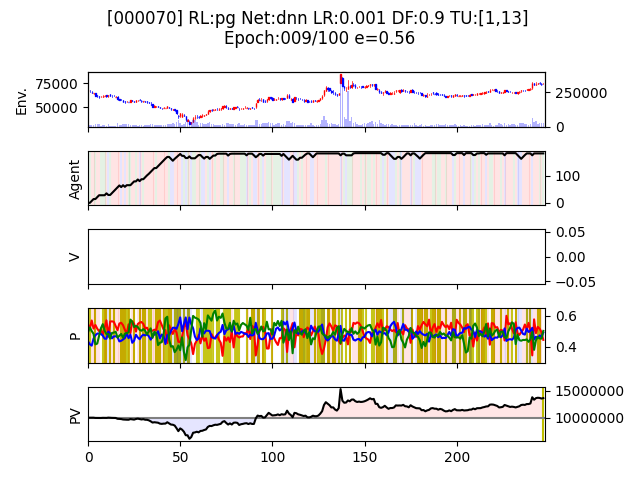 [000070] RL:pg Net:dnn LR:0.001 DF:0.9 TU:[1,13]
Epoch:009/100 e=0.56
Env.
75000
50000
250000
0
Agent
100
0
V
0.05
0.00
−0.05
P
0.6
0.4
PV
15000000
10000000
0 50 100 150 200